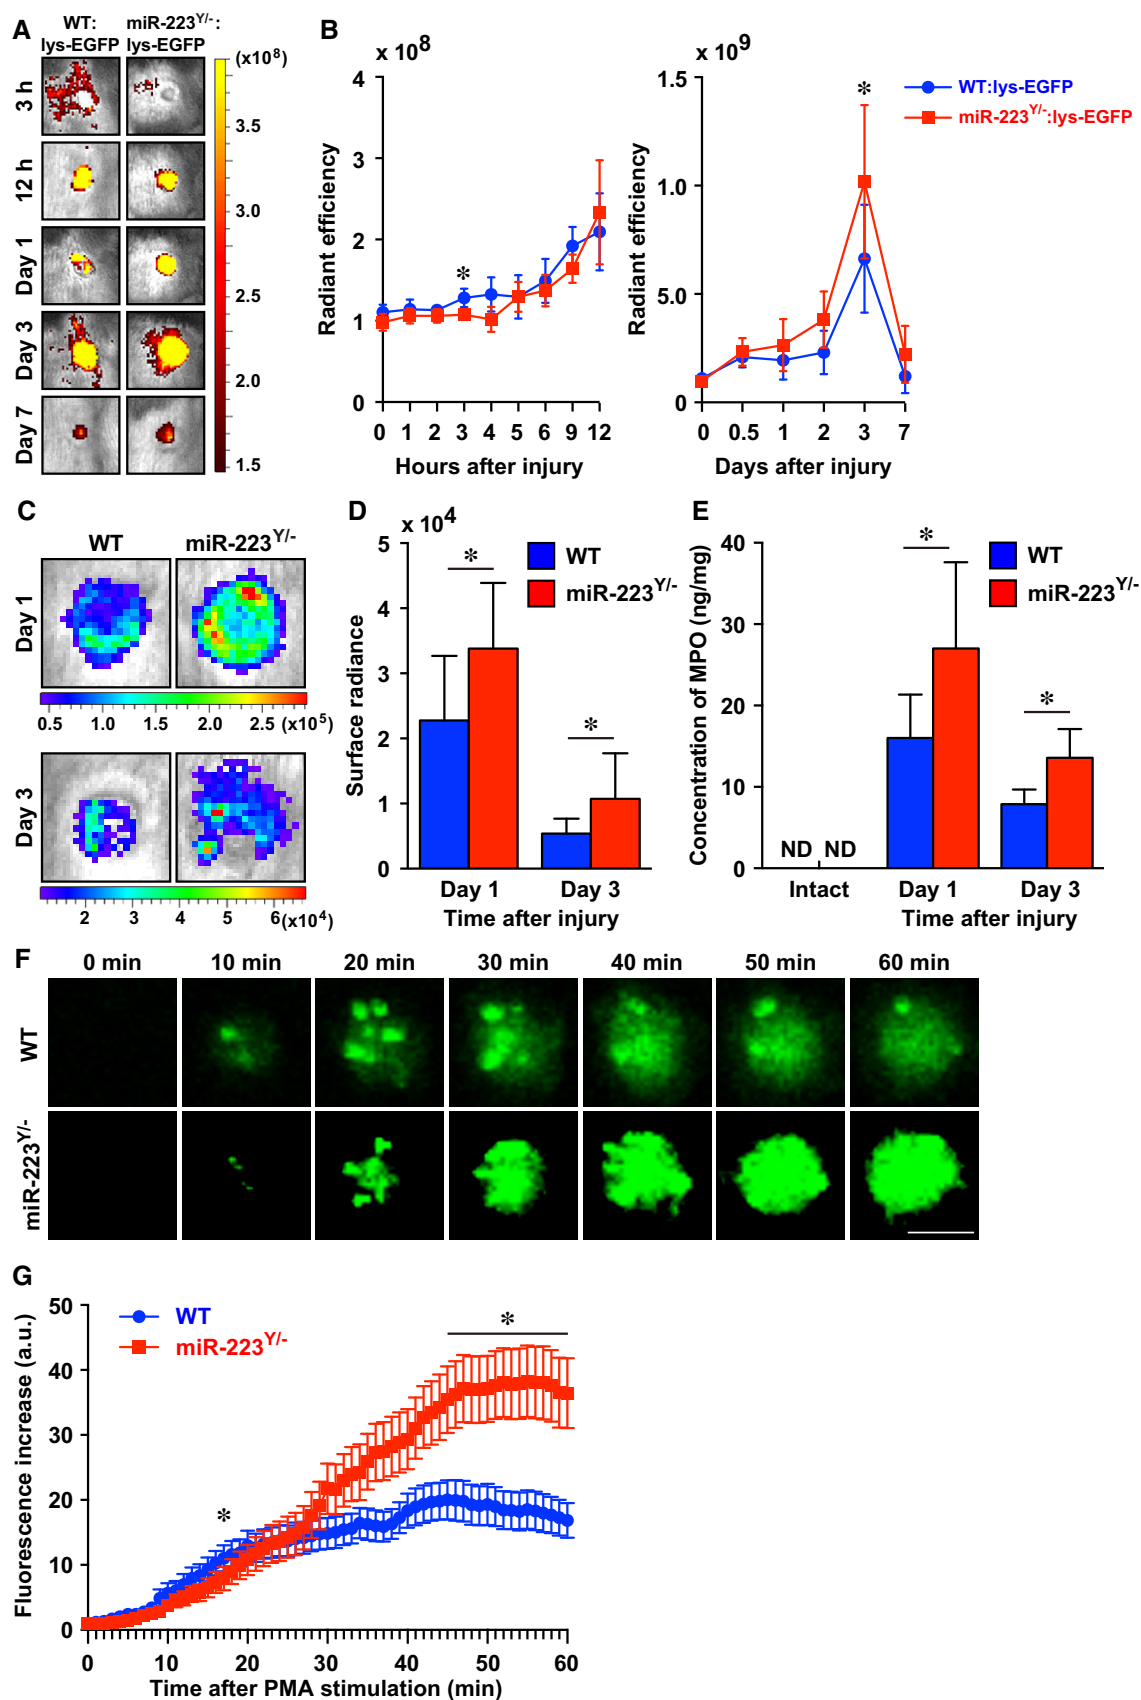 A
WT: lys-EGFP
miR-223Y/-: lys-EGFP
3 h
12 h
Day 1
Day 3
Day 7
(x10⁸)
3.5
3.0
2.5
2.0
1.5
B
x 10⁸
Radiant efficiency
4
3
2
1
0
*
0 1 2 3 4 5 6 9 12
Hours after injury
x 10⁹
Radiant efficiency
1.5
1.0
5.0
0
*
0 0.5 1 2 3 7
Days after injury
WT:lys-EGFP
miR-223Y/-:lys-EGFP
C
WT
miR-223Y/-
Day 1
0.5 1.0 1.5 2.0 2.5 (x10⁵)
Day 3
2 3 4 5 6 (x10⁴)
D
x 10⁴
Surface radiance
5
4
3
2
1
0
*
*
WT
miR-223Y/-
Day 1 Day 3
Time after injury
E
Concentration of MPO (ng/mg)
40
30
20
10
0
*
*
WT
miR-223Y/-
ND ND
Intact Day 1 Day 3
Time after injury
F
0 min 10 min 20 min 30 min 40 min 50 min 60 min
WT
miR-223Y/-
G
Fluorescence increase (a.u.)
50
40
30
20
10
0
WT
miR-223Y/-
*
*
0 10 20 30 40 50 60
Time after PMA stimulation (min)